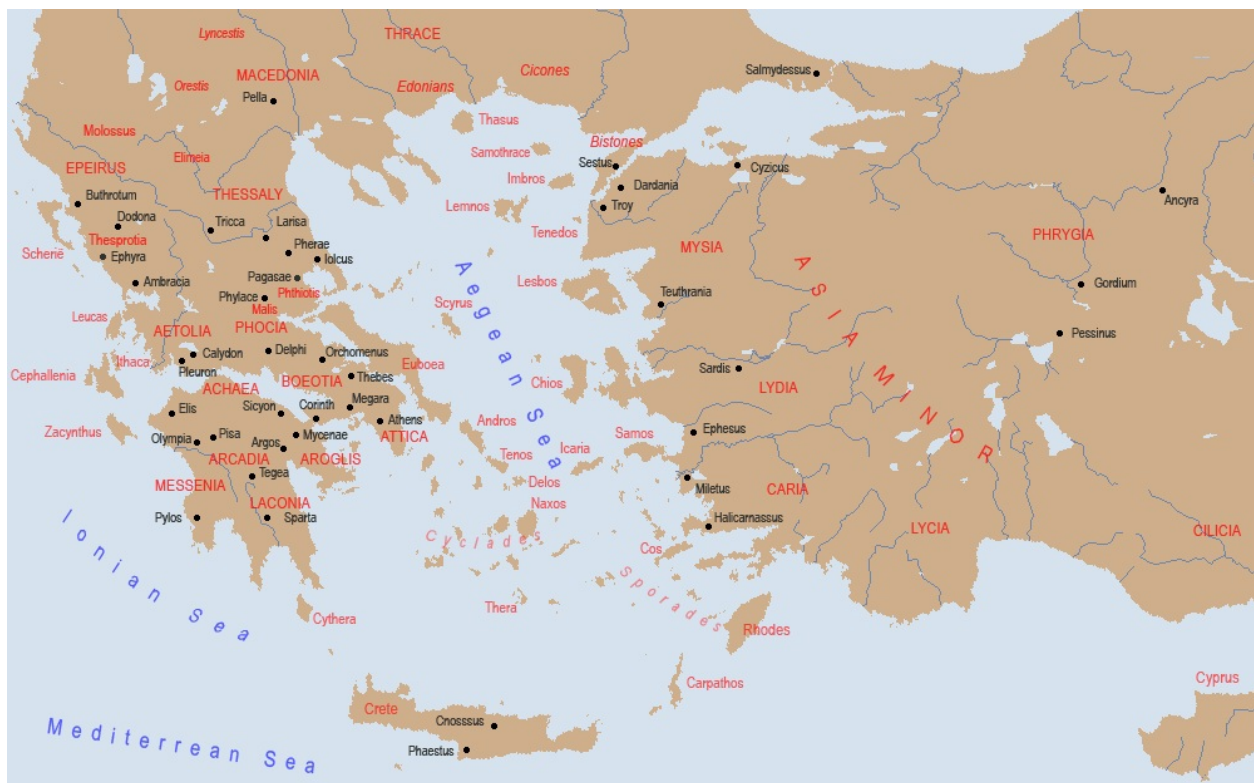 Lyncestis
THRACE
Cicones
Salmydessus
MACEDONIA
Orestis
Edonians
Pella
Thasus
Molossus
Bistones
Samothrace
Elimeia
Sestus
Cyzicus
EPEIRUS
Imbros
Dardania
Ancyra
Buthrotum
THESSALY
Lemnos
Troy
Dodona
Tricca
Larisa
Tenedos
PHRYGIA
Thesprotia
MYSIA
Scherië
Ephyra
Pherae
Iolcus
Aegean Sea
ASIA MINOR
Ambracia
Pagasae
Lesbos
Gordium
Phylace
Phthiotis
Teuthrania
Malis
Scyrus
Leucas
AETOLIA
PHOCIA
Pessinus
Ithaca
Calydon
Delphi
Orchomenus
Euboea
Pleuron
Sardis
Cephallenia
BOEOTIA
Thebes
Chios
LYDIA
ACHAEA
Elis
Sicyon
Corinth
Megara
Andros
Athens
Zacynthus
Olympia
Pisa
Mycenae
ATTICA
Samos
Ephesus
Argos
Icaria
ARCADIA
AROGLIS
Tenos
Tegea
MESSENIA
Delos
Miletus
CARIA
LACONIA
Naxos
Pylos
Sparta
Halicarnassus
LYCIA
CILICIA
Ionian Sea
Cyclades
Cos
Sporades
Thera
Cythera
Rhodes
Carpathos
Cyprus
Crete
Cnosssus
Phaestus
Mediterrean Sea